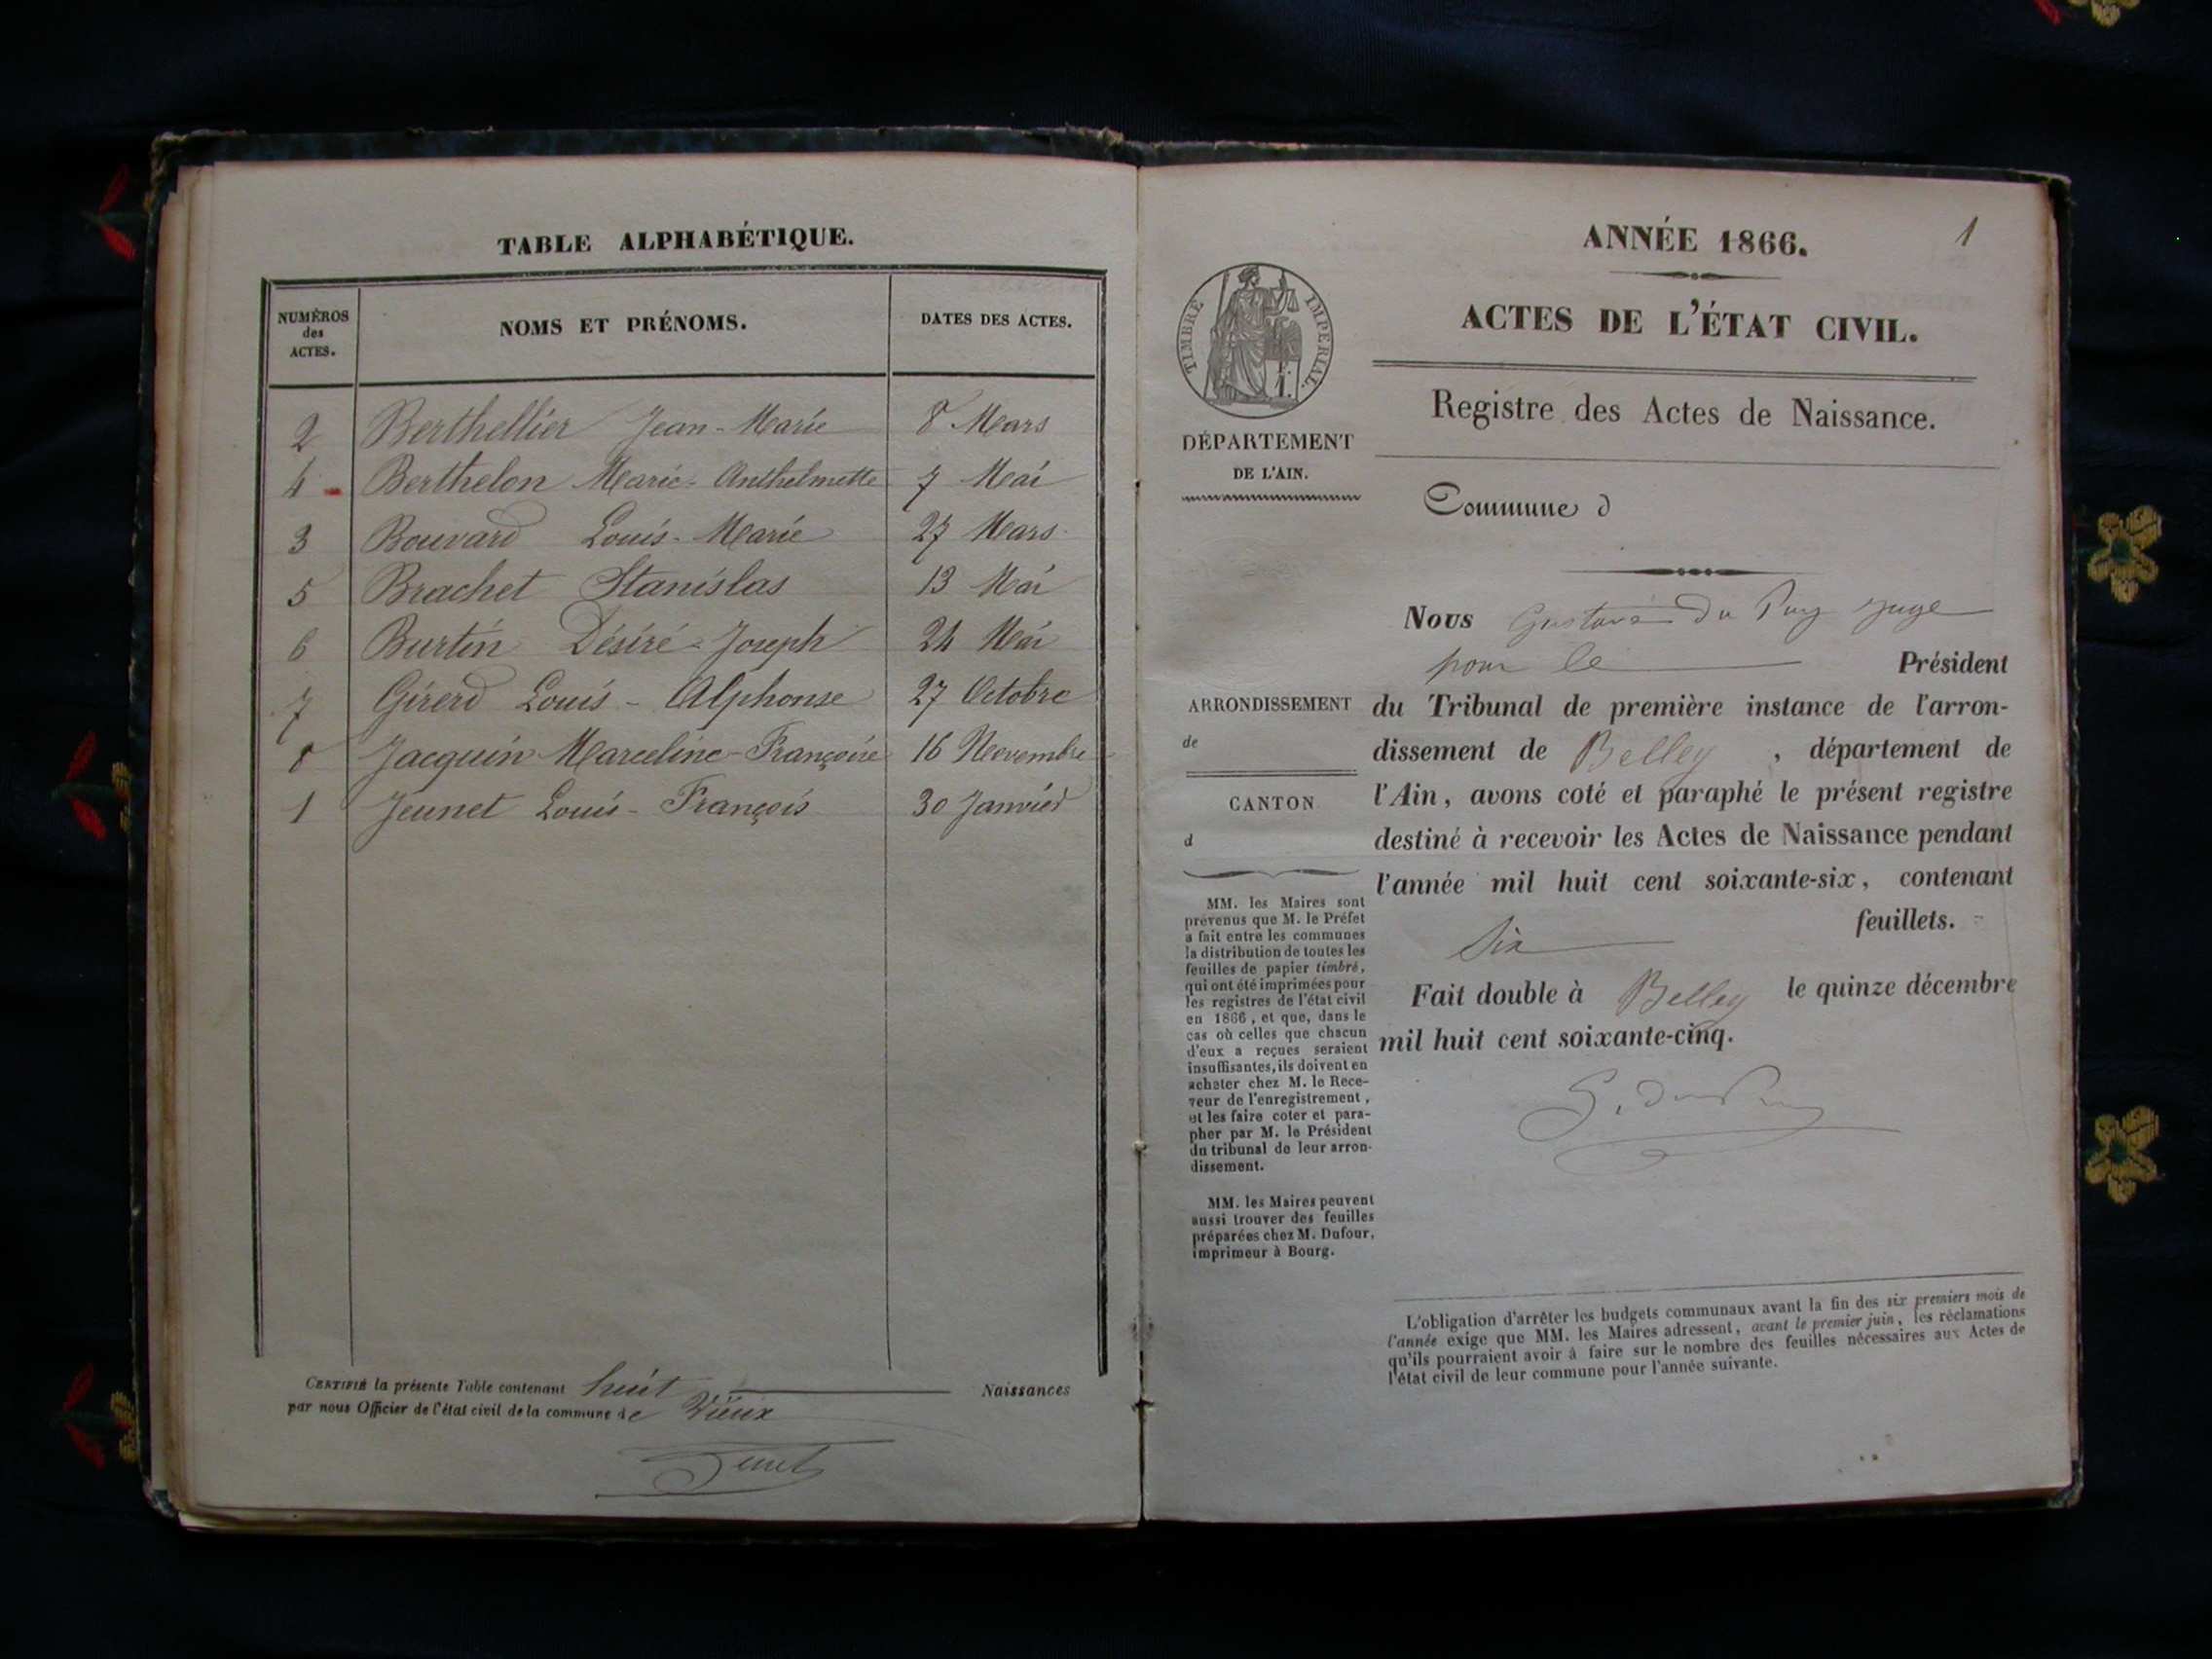 TABLE ALPHABÉTIQUE.
NUMÉROS
des
ACTES.
NOMS ET PRÉNOMS.
DATES DES ACTES.
2 Berthellier Jean-Marie 8 Mars
4 Berthelon Marie-Anthelmette 7 Mai
3 Bouvard Louis-Marie 27 Mars
5 Brachet Stanislas 13 Mai
6 Burtin Désiré-Joseph 24 Mai
7 Girerd Louis-Alphonse 27 Octobre
8 Jacquin Marceline-Françoise 16 Novembre
1 Jeunet Louis-François 30 Janvier
CERTIFIÉ la présente Table contenant huit Naissances
par nous Officier de l'état civil de la commune de Vieux
1
ANNÉE 1866.
TIMBRE IMPÉRIAL.
ACTES DE L'ÉTAT CIVIL.
Registre des Actes de Naissance.
DÉPARTEMENT
DE L'AIN.
Commune d
Nous Gustave du Puy juge
pour le Président
ARRONDISSEMENT
de
CANTON
d
du Tribunal de première instance de l'arron-
dissement de Belley, département de
l'Ain, avons coté et paraphé le présent registre
destiné à recevoir les Actes de Naissance pendant
l'année mil huit cent soixante-six, contenant
six feuillets.
Fait double à Belley le quinze décembre
mil huit cent soixante-cinq.
MM. les Maires sont
prévenus que M. le Préfet
a fait entre les communes
la distribution de toutes les
feuilles de papier timbré,
qui ont été imprimées pour
les registres de l'état civil
en 1866, et que, dans le
cas où celles que chacun
d'eux a reçues seraient
insuffisantes, ils doivent en
acheter chez M. le Rece-
veur de l'enregistrement,
et les faire coter et para-
pher par M. le Président
du tribunal de leur arron-
dissement.
MM. les Maires peuvent
aussi trouver des feuilles
préparées chez M. Dufour,
imprimeur à Bourg.
L'obligation d'arrêter les budgets communaux avant la fin des six premiers mois de
l'année exige que MM. les Maires adressent, avant le premier juin, les réclamations
qu'ils pourraient avoir à faire sur le nombre des feuilles nécessaires aux Actes de
l'état civil de leur commune pour l'année suivante.